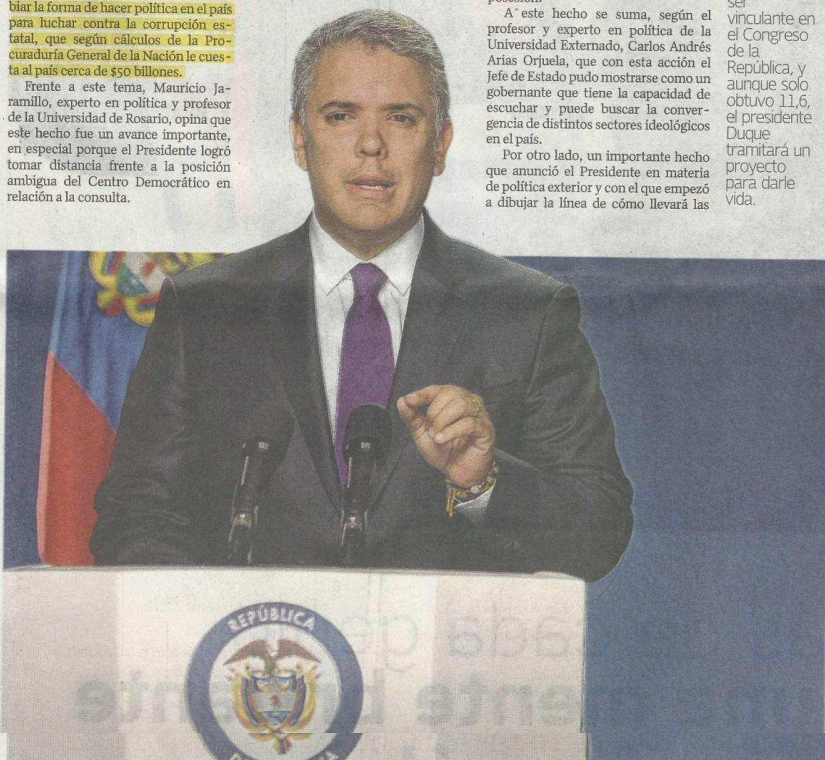 biar la forma de hacer política en el país
para luchar contra la corrupción es-
tatal, que según cálculos de la Pro-
curaduría General de la Nación le cues-
ta al país cerca de $50 billones.
Frente a este tema, Mauricio Ja-
ramillo, experto en política y profesor
de la Universidad de Rosario, opina que
este hecho fue un avance importante,
en especial porque el Presidente logró
tomar distancia frente a la posición
ambigua del Centro Democrático en
relación a la consulta.
A este hecho se suma, según el
profesor y experto en política de la
Universidad Externado, Carlos Andrés
Arias Orjuela, que con esta acción el
Jefe de Estado pudo mostrarse como un
gobernante que tiene la capacidad de
escuchar y puede buscar la conver-
gencia de distintos sectores ideológicos
en el país.
Por otro lado, un importante hecho
que anunció el Presidente en materia
de política exterior y con el que empezó
a dibujar la línea de cómo llevará las
ser
vinculante en
el Congreso
de la
República, y
aunque solo
obtuvo 11,6,
el presidente
Duque
tramitará un
proyecto
para darle
vida.
REPÚBLICA